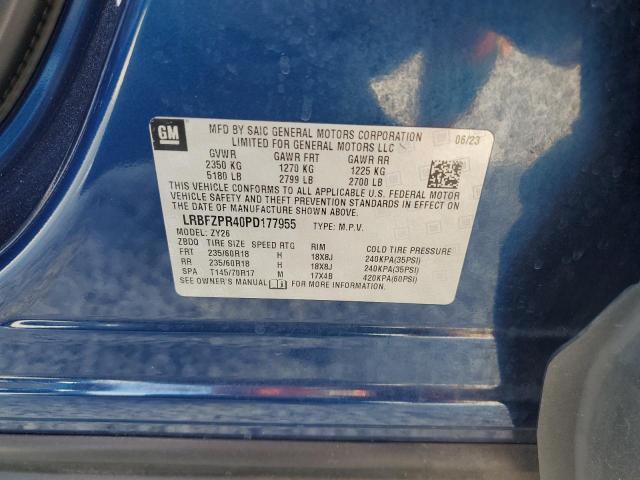 GM
MFD BY SAIC GENERAL MOTORS CORPORATION 06/23
LIMITED FOR GENERAL MOTORS LLC
GVWR GAWR FRT GAWR RR
2350 KG 1270 KG 1225 KG
5180 LB 2799 LB 2700 LB
THIS VEHICLE CONFORMS TO ALL APPLICABLE U.S. FEDERAL MOTOR
VEHICLE SAFETY AND THEFT PREVENTION STANDARDS IN EFFECT ON
THE DATE OF MANUFACTURE SHOWN ABOVE.
LRBFZPR40PD177955 TYPE: M.P.V.
MODEL: ZY26
ZBDQ TIRE SIZE SPEED RTG RIM COLD TIRE PRESSURE
FRT 235/60R18 H 18X8J 240KPA(35PSI)
RR 235/60R18 H 18X8J 240KPA(35PSI)
SPA T145/70R17 M 17X4B 420KPA(60PSI)
SEE OWNER'S MANUAL FOR MORE INFORMATION.